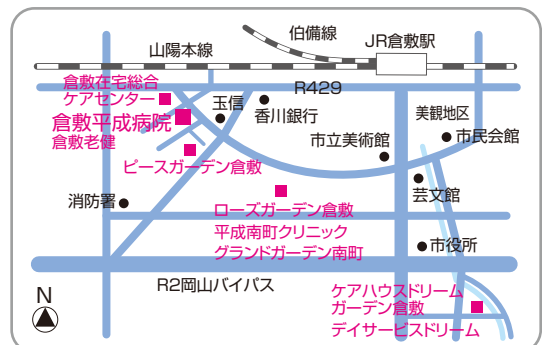 伯備線
山陽本線
JR倉敷駅
R429
倉敷在宅総合
ケアセンター
玉信
香川銀行
美観地区
倉敷平成病院
倉敷老健
市立美術館
市民会館
ピースガーデン倉敷
消防署
芸文館
ローズガーデン倉敷
平成南町クリニック
グランドガーデン南町
市役所
R2岡山バイパス
ケアハウスドリーム
ガーデン倉敷
デイサービスドリーム
N